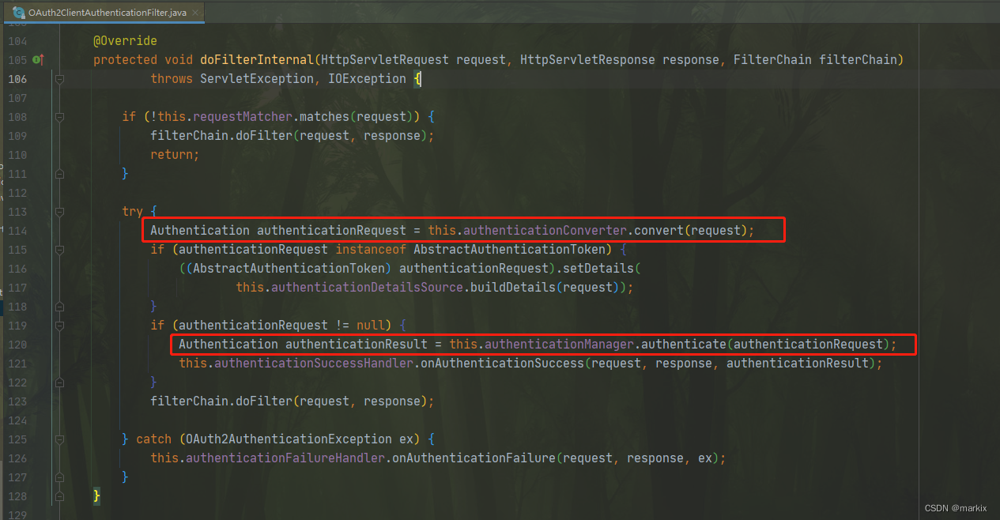 OAuth2ClientAuthenticationFilter.java
104 @Override
105 protected void doFilterInternal(HttpServletRequest request, HttpServletResponse response, FilterChain filterChain)
106 throws ServletException, IOException {
107
108 if (!this.requestMatcher.matches(request)) {
109 filterChain.doFilter(request, response);
110 return;
111 }
112
113 try {
114 Authentication authenticationRequest = this.authenticationConverter.convert(request);
115 if (authenticationRequest instanceof AbstractAuthenticationToken) {
116 ((AbstractAuthenticationToken) authenticationRequest).setDetails(
117 this.authenticationDetailsSource.buildDetails(request));
118 }
119 if (authenticationRequest != null) {
120 Authentication authenticationResult = this.authenticationManager.authenticate(authenticationRequest);
121 this.authenticationSuccessHandler.onAuthenticationSuccess(request, response, authenticationResult);
122 }
123 filterChain.doFilter(request, response);
124
125 } catch (OAuth2AuthenticationException ex) {
126 this.authenticationFailureHandler.onAuthenticationFailure(request, response, ex);
127 }
128 }
129
CSDN @markix